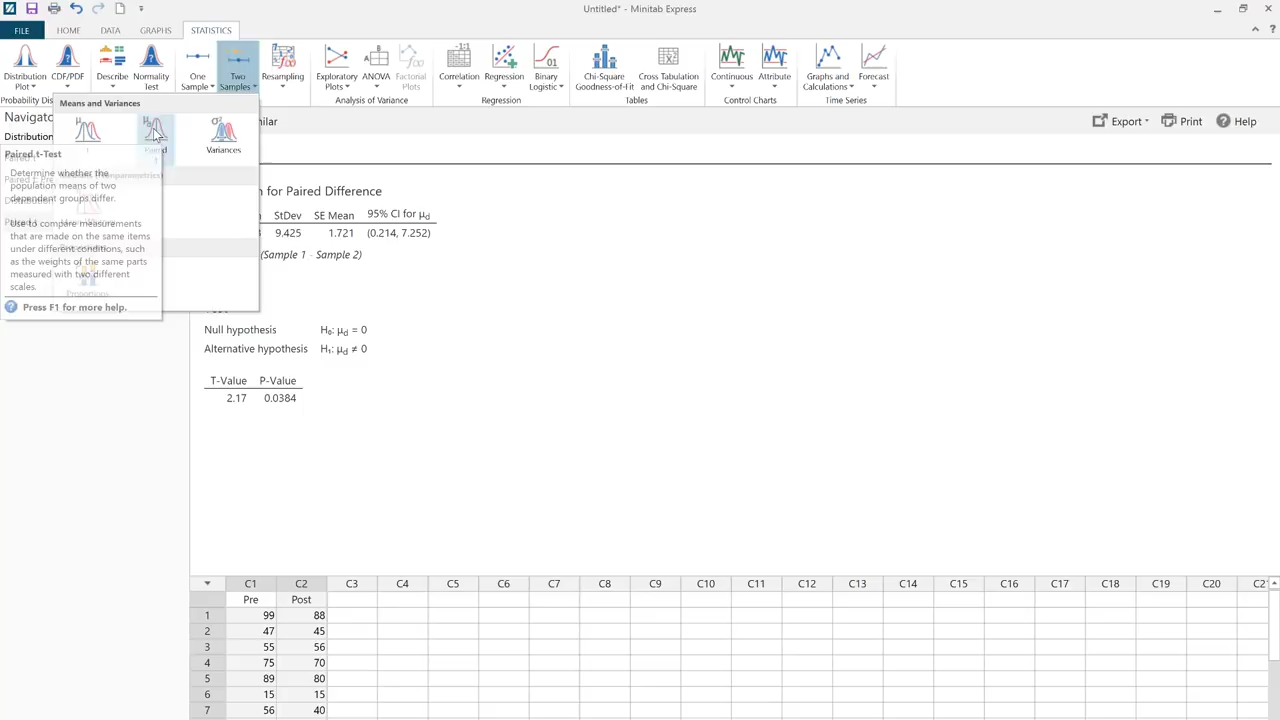 Untitled* - Minitab Express
FILE HOME DATA GRAPHS STATISTICS
Distribution Plot CDF/PDF Describe Normality Test One Sample Two Samples Resampling Exploratory Plots ANOVA Factorial Plots Correlation Regression Binary Logistic Chi-Square Goodness-of-Fit Cross Tabulation and Chi-Square Continuous Attribute Graphs and Calculations Forecast
Probability Dis Analysis of Variance Regression Tables Control Charts Time Series
Means and Variances
Navigato
Distribution
ilar
Export Print Help
μ μ σ²
t Paired t Variances
Paired t-Test
Determine whether the
population means of two
dependent groups differ.
Use to compare measurements
that are made on the same items
under different conditions, such
as the weights of the same parts
measured with two different
scales.
Proportions
Press F1 for more help.
n for Paired Difference
StDev SE Mean 95% CI for μd
9.425 1.721 (0.214, 7.252)
(Sample 1 - Sample 2)
Null hypothesis H₀: μd = 0
Alternative hypothesis H₁: μd ≠ 0
T-Value P-Value
2.17 0.0384
C1 C2 C3 C4 C5 C6 C7 C8 C9 C10 C11 C12 C13 C14 C15 C16 C17 C18 C19 C20 C21
Pre Post
1 99 88
2 47 45
3 55 56
4 75 70
5 89 80
6 15 15
7 56 40